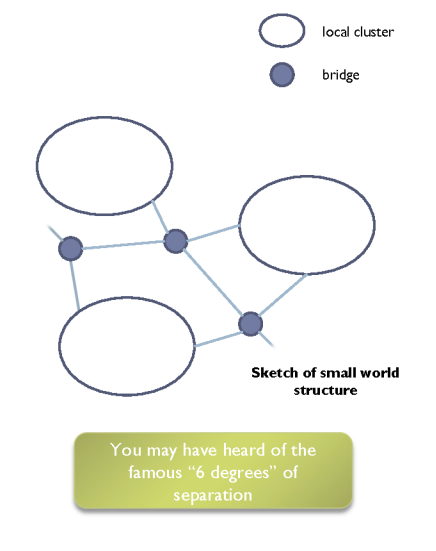 local cluster
bridge
Sketch of small world
structure
You may have heard of the
famous “6 degrees” of
separation